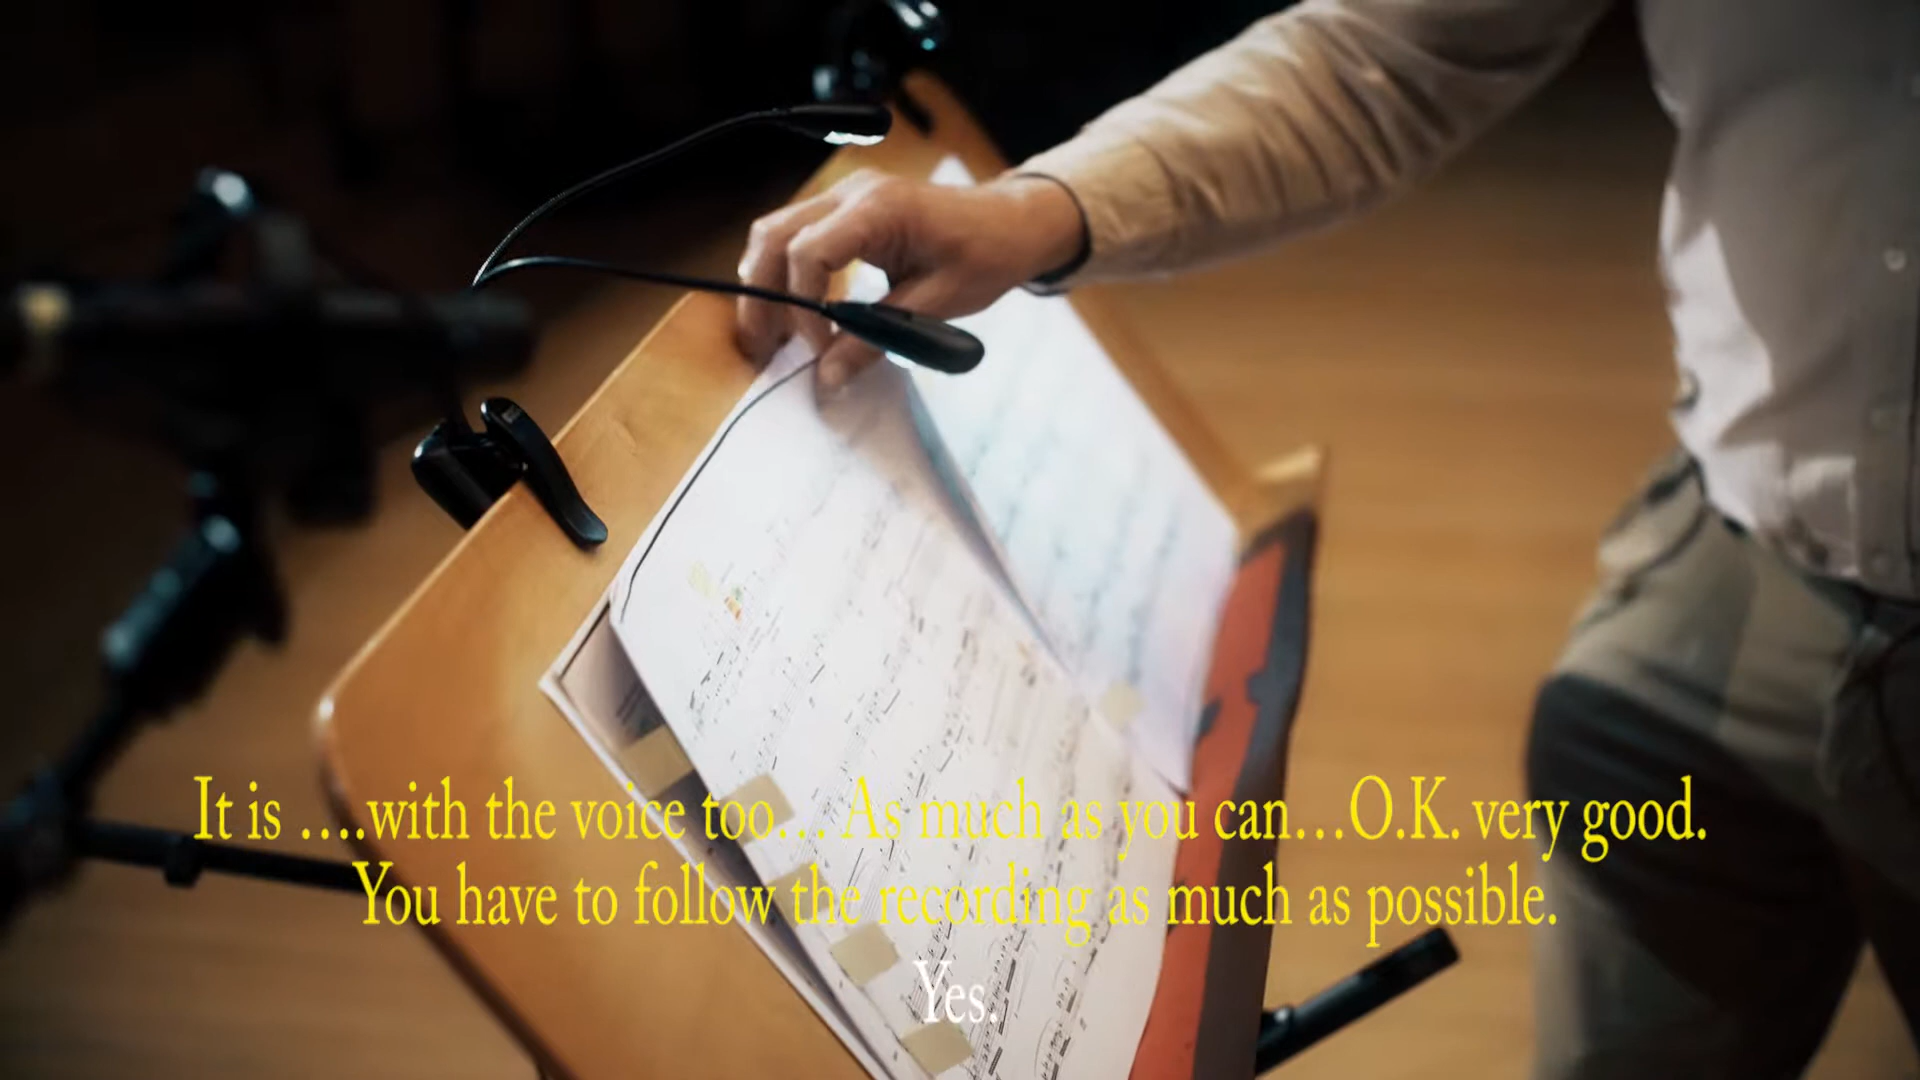 It is ….with the voice too… As much as you can…O.K. very good.
You have to follow the recording as much as possible.
Yes.